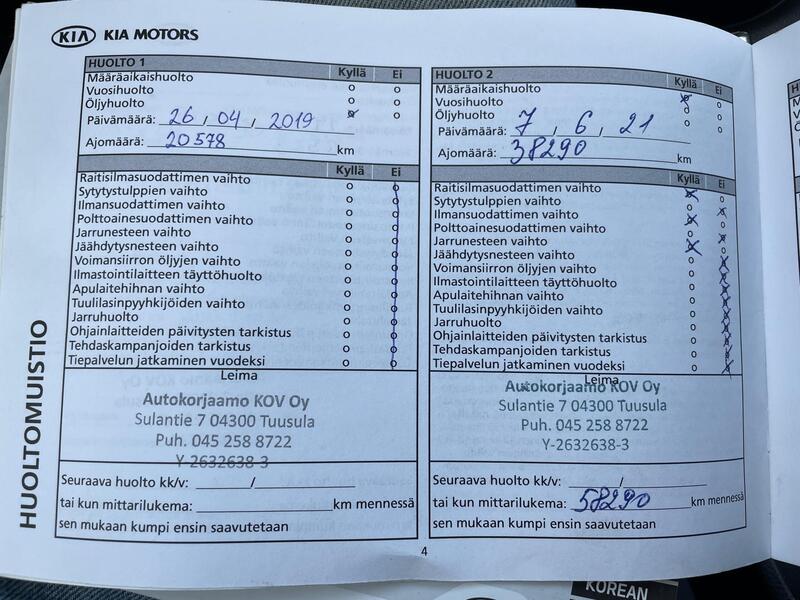 KIA KIA MOTORS
HUOLTO 1 Kyllä Ei
Määräaikaishuolto o o
Vuosihuolto o o
Öljyhuolto o o
Päivämäärä: 26, 04, 2019
Ajomäärä: 20578 km
HUOLTO Kyllä Ei
Raitisilmasuodattimen vaihto o o
Sytytystulppien vaihto o o
Ilmansuodattimen vaihto o o
Polttoainesuodattimen vaihto o o
Jarrunesteen vaihto o o
Jäähdytysnesteen vaihto o o
Voimansiirron öljyjen vaihto o o
Ilmastointilaitteen täyttöhuolto o o
Apulaitehihnan vaihto o o
Tuulilasinpyyhkijöiden vaihto o o
Jarruhuolto o o
Ohjainlaitteiden päivitysten tarkistus o o
Tehdaskampanjoiden tarkistus o o
Tiepalvelun jatkaminen vuodeksi o o
Leima
Autokorjaamo KOV Oy
Sulantie 7 04300 Tuusula
Puh. 045 258 8722
Y-2632638-3
Seuraava huolto kk/v: ______/______
tai kun mittarilukema: ______ km mennessä
sen mukaan kumpi ensin saavutetaan
HUOLTO 2 Kyllä Ei
Määräaikaishuolto
Vuosihuolto
Öljyhuolto
Päivämäärä: 7, 6, 21
Ajomäärä: 38290 km
Kyllä Ei
Raitisilmasuodattimen vaihto
Sytytystulppien vaihto
Ilmansuodattimen vaihto
Polttoainesuodattimen vaihto
Jarrunesteen vaihto
Jäähdytysnesteen vaihto
Voimansiirron öljyjen vaihto
Ilmastointilaitteen täyttöhuolto
Apulaitehihnan vaihto
Tuulilasinpyyhkijöiden vaihto
Jarruhuolto
Ohjainlaitteiden päivitysten tarkistus
Tehdaskampanjoiden tarkistus
Tiepalvelun jatkaminen vuodeksi
Leima
Autokorjaamo KOV Oy
Sulantie 7 04300 Tuusula
Puh. 045 258 8722
Y-2632638-3
Seuraava huolto kk/v: ______/______
tai kun mittarilukema: 58290 km mennessä
sen mukaan kumpi ensin saavutetaan
HUOLTOMUISTIO
4
KOREAN